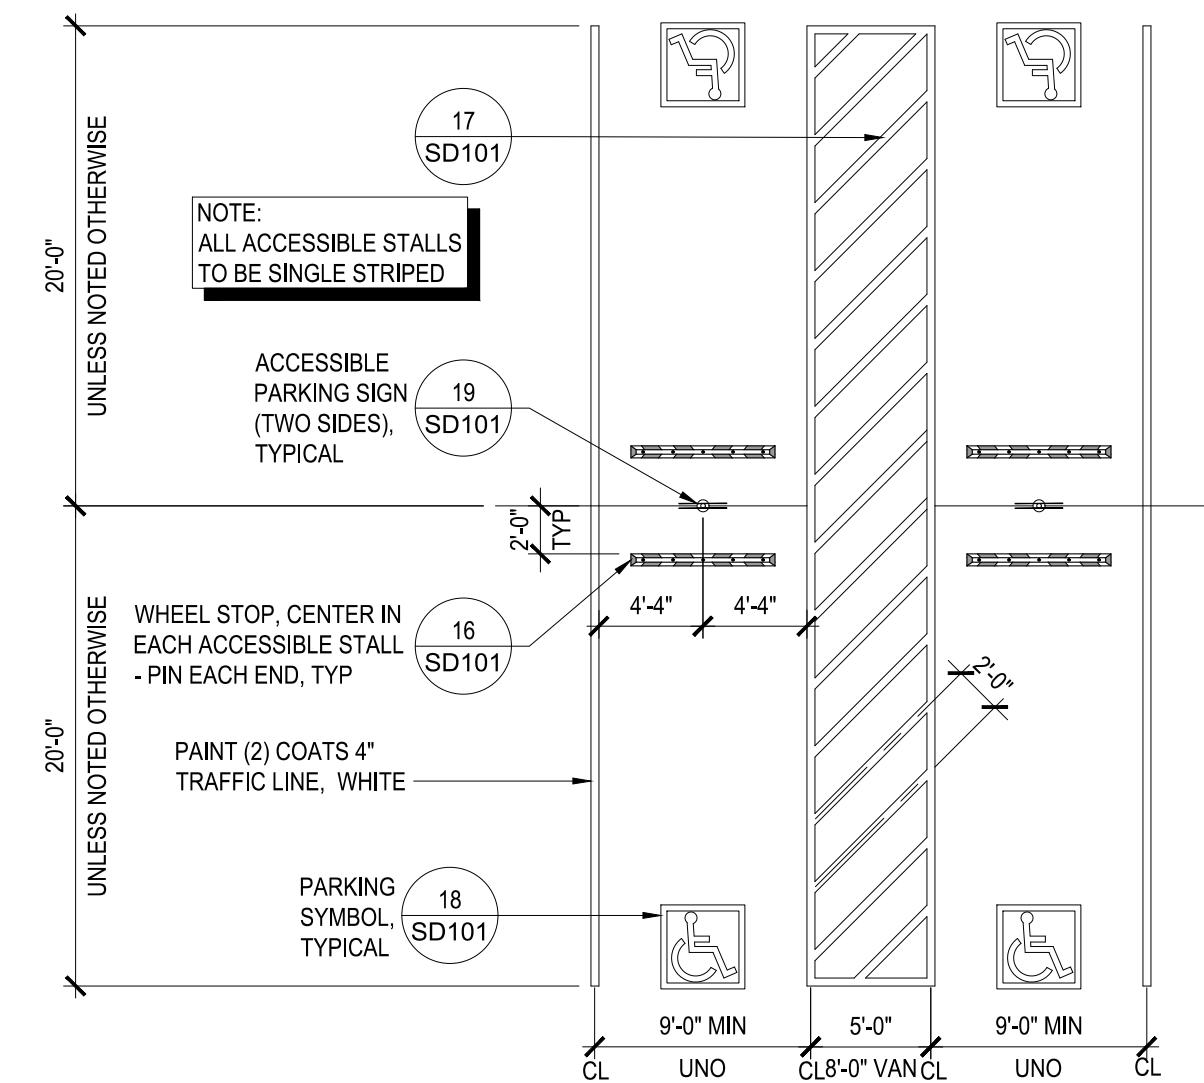 17
SD101
20'-0"
UNLESS NOTED OTHERWISE
NOTE:
ALL ACCESSIBLE STALLS
TO BE SINGLE STRIPED
ACCESSIBLE
PARKING SIGN
(TWO SIDES),
TYPICAL
19
SD101
2'-0"
TYP
4'-4"
4'-4"
WHEEL STOP, CENTER IN
EACH ACCESSIBLE STALL
- PIN EACH END, TYP
16
SD101
2'-0"
20'-0"
UNLESS NOTED OTHERWISE
PAINT (2) COATS 4"
TRAFFIC LINE, WHITE
PARKING
SYMBOL,
TYPICAL
18
SD101
9'-0" MIN
5'-0"
9'-0" MIN
CL
UNO
CL
8'-0" VAN
CL
UNO
CL